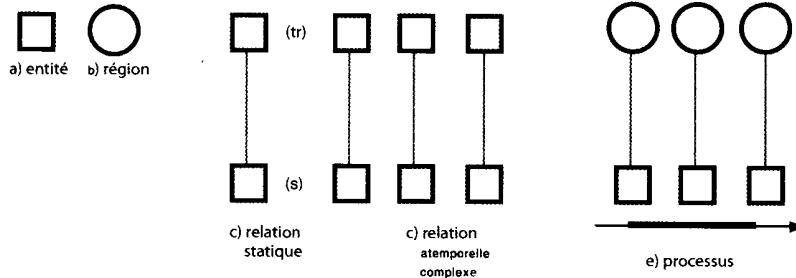 (tr)
a) entité
b) région
(s)
c) relation
statique
c) relation
atemporelle
complexe
e) processus